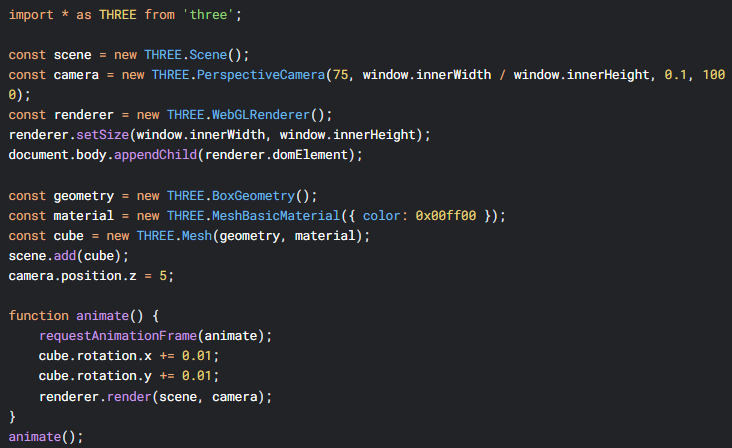 import * as THREE from 'three';

const scene = new THREE.Scene();
const camera = new THREE.PerspectiveCamera(75, window.innerWidth / window.innerHeight, 0.1, 100
0);
const renderer = new THREE.WebGLRenderer();
renderer.setSize(window.innerWidth, window.innerHeight);
document.body.appendChild(renderer.domElement);

const geometry = new THREE.BoxGeometry();
const material = new THREE.MeshBasicMaterial({ color: 0x00ff00 });
const cube = new THREE.Mesh(geometry, material);
scene.add(cube);
camera.position.z = 5;

function animate() {
    requestAnimationFrame(animate);
    cube.rotation.x += 0.01;
    cube.rotation.y += 0.01;
    renderer.render(scene, camera);
}
animate();